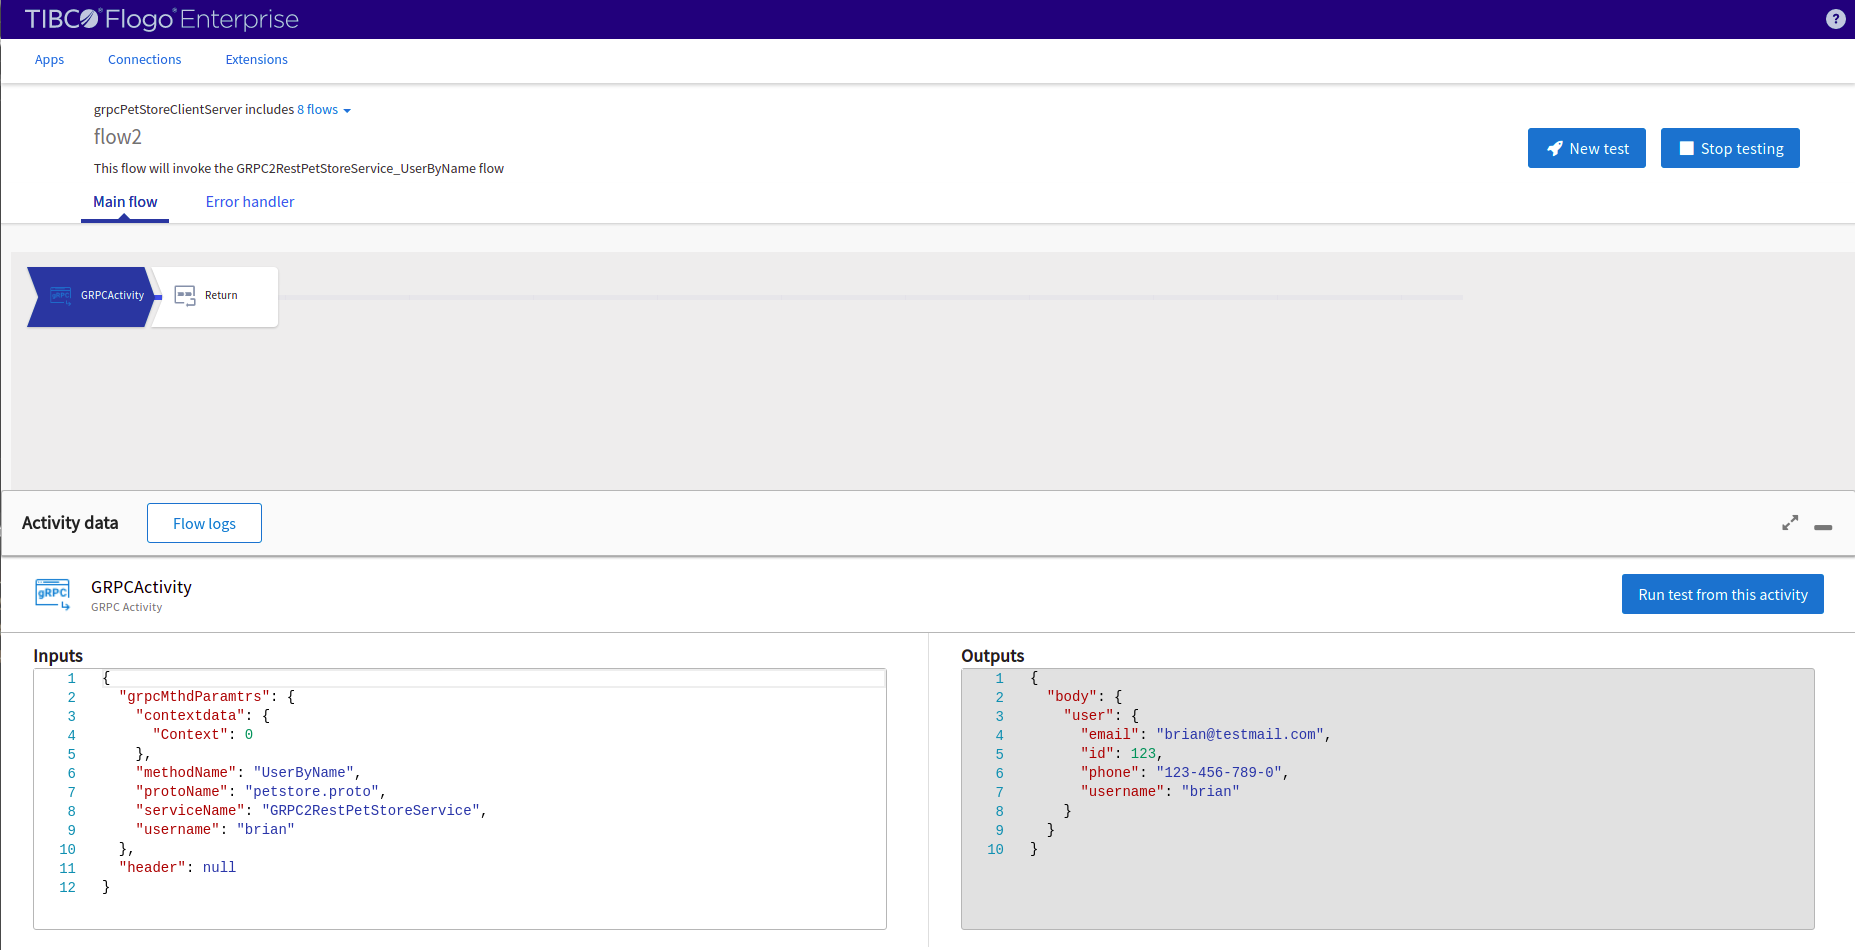 TIBCO® Flogo® Enterprise
?
Apps Connections Extensions
grpcPetStoreClientServer includes 8 flows
flow2
This flow will invoke the GRPC2RestPetStoreService_UserByName flow
New test Stop testing
Main flow Error handler
gRPC GRPCActivity Return
Activity data Flow logs
gRPC GRPCActivity
GRPC Activity
Run test from this activity
Inputs
1 {
2 "grpcMthdParamtrs": {
3 "contextdata": {
4 "Context": 0
5 },
6 "methodName": "UserByName",
7 "protoName": "petstore.proto",
8 "serviceName": "GRPC2RestPetStoreService",
9 "username": "brian"
10 },
11 "header": null
12 }
Outputs
1 {
2 "body": {
3 "user": {
4 "email": "brian@testmail.com",
5 "id": 123,
6 "phone": "123-456-789-0",
7 "username": "brian"
8 }
9 }
10 }